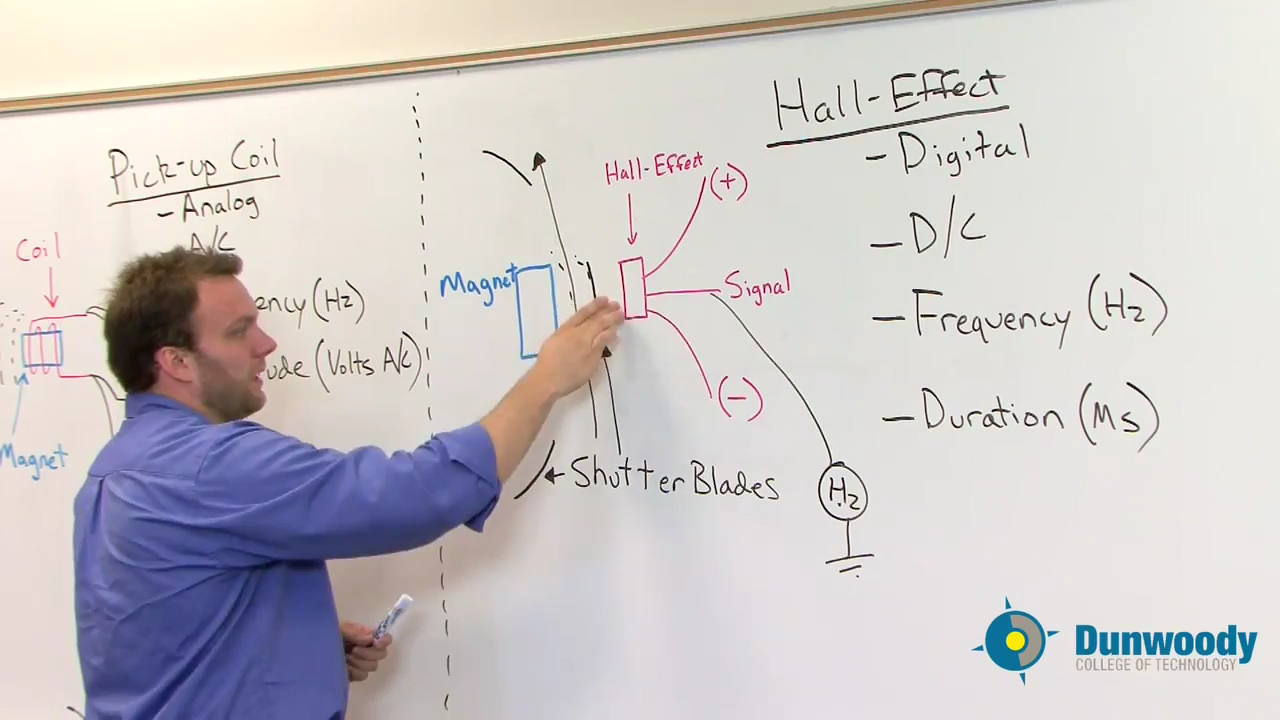 Pick-up Coil
- Analog
A/C
ency (Hz)
ude (Volts A/C)
Coil
Magnet
Hall-Effect
- Digital
- D/C
- Frequency (Hz)
- Duration (Ms)
Hall-Effect
(+)
Magnet
Signal
(-)
Shutter Blades
Hz
Dunwoody
COLLEGE OF TECHNOLOGY